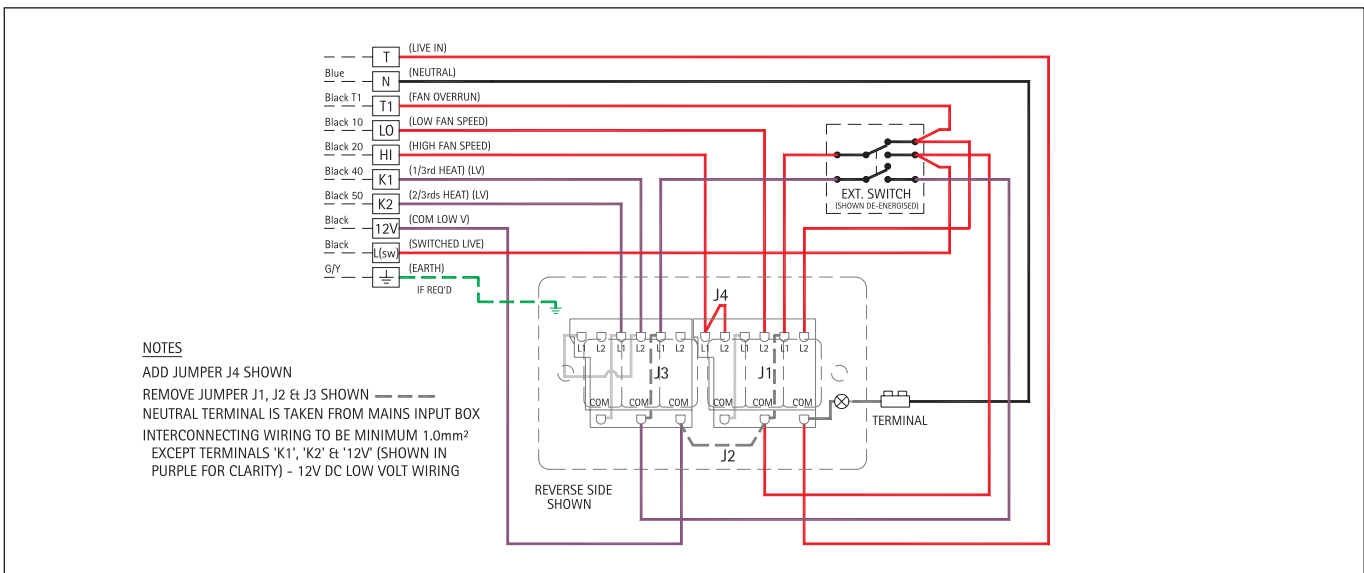 T (LIVE IN)
Blue N (NEUTRAL)
Black T1 T1 (FAN OVERRUN)
Black 10 LO (LOW FAN SPEED)
Black 20 HI (HIGH FAN SPEED)
Black 40 K1 (1/3rd HEAT) (LV)
Black 50 K2 (2/3rds HEAT) (LV)
Black 12V (COM LOW V)
Black L(sw) (SWITCHED LIVE)
G/Y (EARTH)
IF REQ'D
EXT. SWITCH
(SHOWN DE-ENERGISED)
J4
L1 L2 L1 L2 L1 L2 L1 L2 L1 L2 L1 L2
J3 J1
COM COM COM COM COM COM
TERMINAL
J2
REVERSE SIDE
SHOWN
NOTES
ADD JUMPER J4 SHOWN
REMOVE JUMPER J1, J2 & J3 SHOWN
NEUTRAL TERMINAL IS TAKEN FROM MAINS INPUT BOX
INTERCONNECTING WIRING TO BE MINIMUM 1.0mm²
EXCEPT TERMINALS 'K1', 'K2' & '12V' (SHOWN IN
PURPLE FOR CLARITY) - 12V DC LOW VOLT WIRING